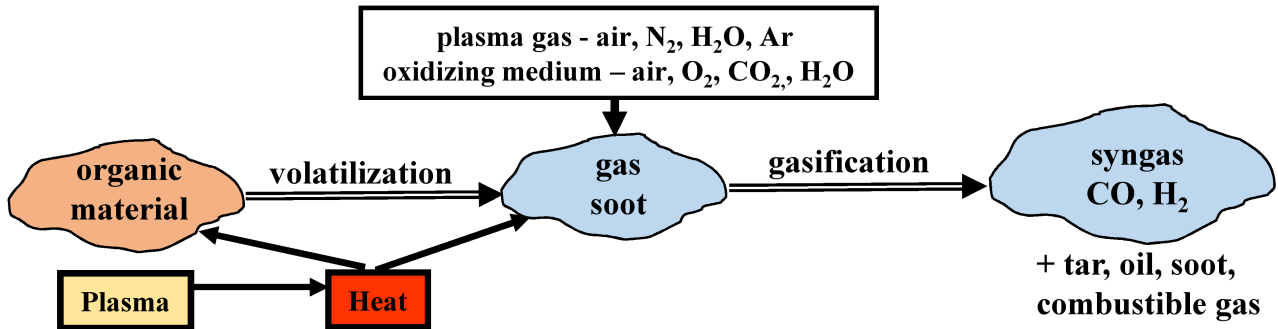 plasma gas - air, N₂, H₂O, Ar
oxidizing medium – air, O₂, CO₂,, H₂O
organic
material
volatilization
gas
soot
gasification
syngas
CO, H₂
+ tar, oil, soot,
combustible gas
Plasma
Heat